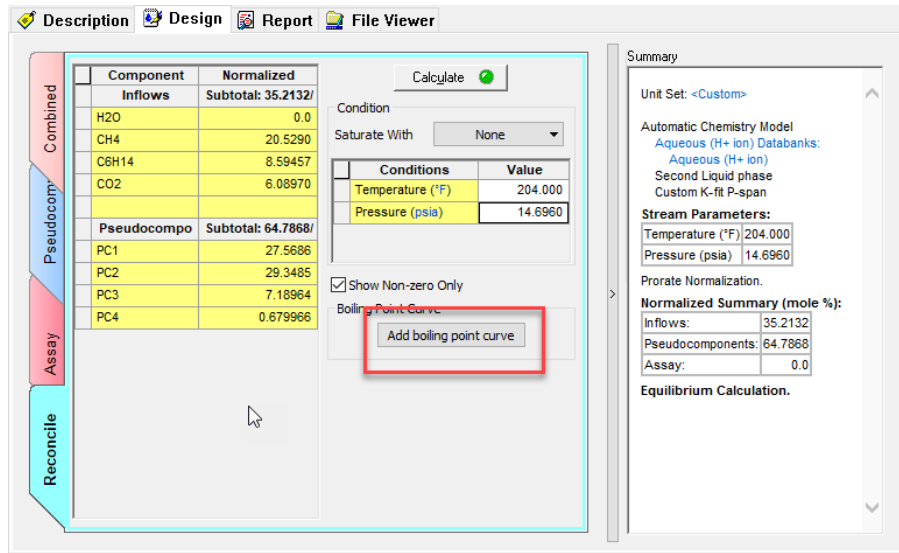 Description Design Report File Viewer
Combined
Pseudocom
Assay
Reconcile
Component Normalized
Inflows Subtotal: 35.2132/
H2O 0.0
CH4 20.5290
C6H14 8.59457
CO2 6.08970
Pseudocompo Subtotal: 64.7868/
PC1 27.5686
PC2 29.3485
PC3 7.18964
PC4 0.679966
Calculate
Condition
Saturate With None
Conditions Value
Temperature (°F) 204.000
Pressure (psia) 14.6960
Show Non-zero Only
Boiling Point Curve
Add boiling point curve
>
Summary
Unit Set: <Custom>
Automatic Chemistry Model
Aqueous (H+ ion) Databanks:
Aqueous (H+ ion)
Second Liquid phase
Custom K-fit P-span
Stream Parameters:
Temperature (°F) 204.000
Pressure (psia) 14.6960
Prorate Normalization.
Normalized Summary (mole %):
Inflows: 35.2132
Pseudocomponents: 64.7868
Assay: 0.0
Equilibrium Calculation.